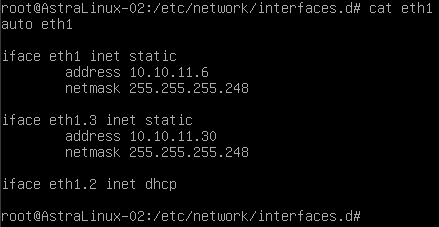 root@AstraLinux-02:/etc/network/interfaces.d# cat eth1
auto eth1
iface eth1 inet static
address 10.10.11.6
netmask 255.255.255.248
iface eth1.3 inet static
address 10.10.11.30
netmask 255.255.255.248
iface eth1.2 inet dhcp
root@AstraLinux-02:/etc/network/interfaces.d#